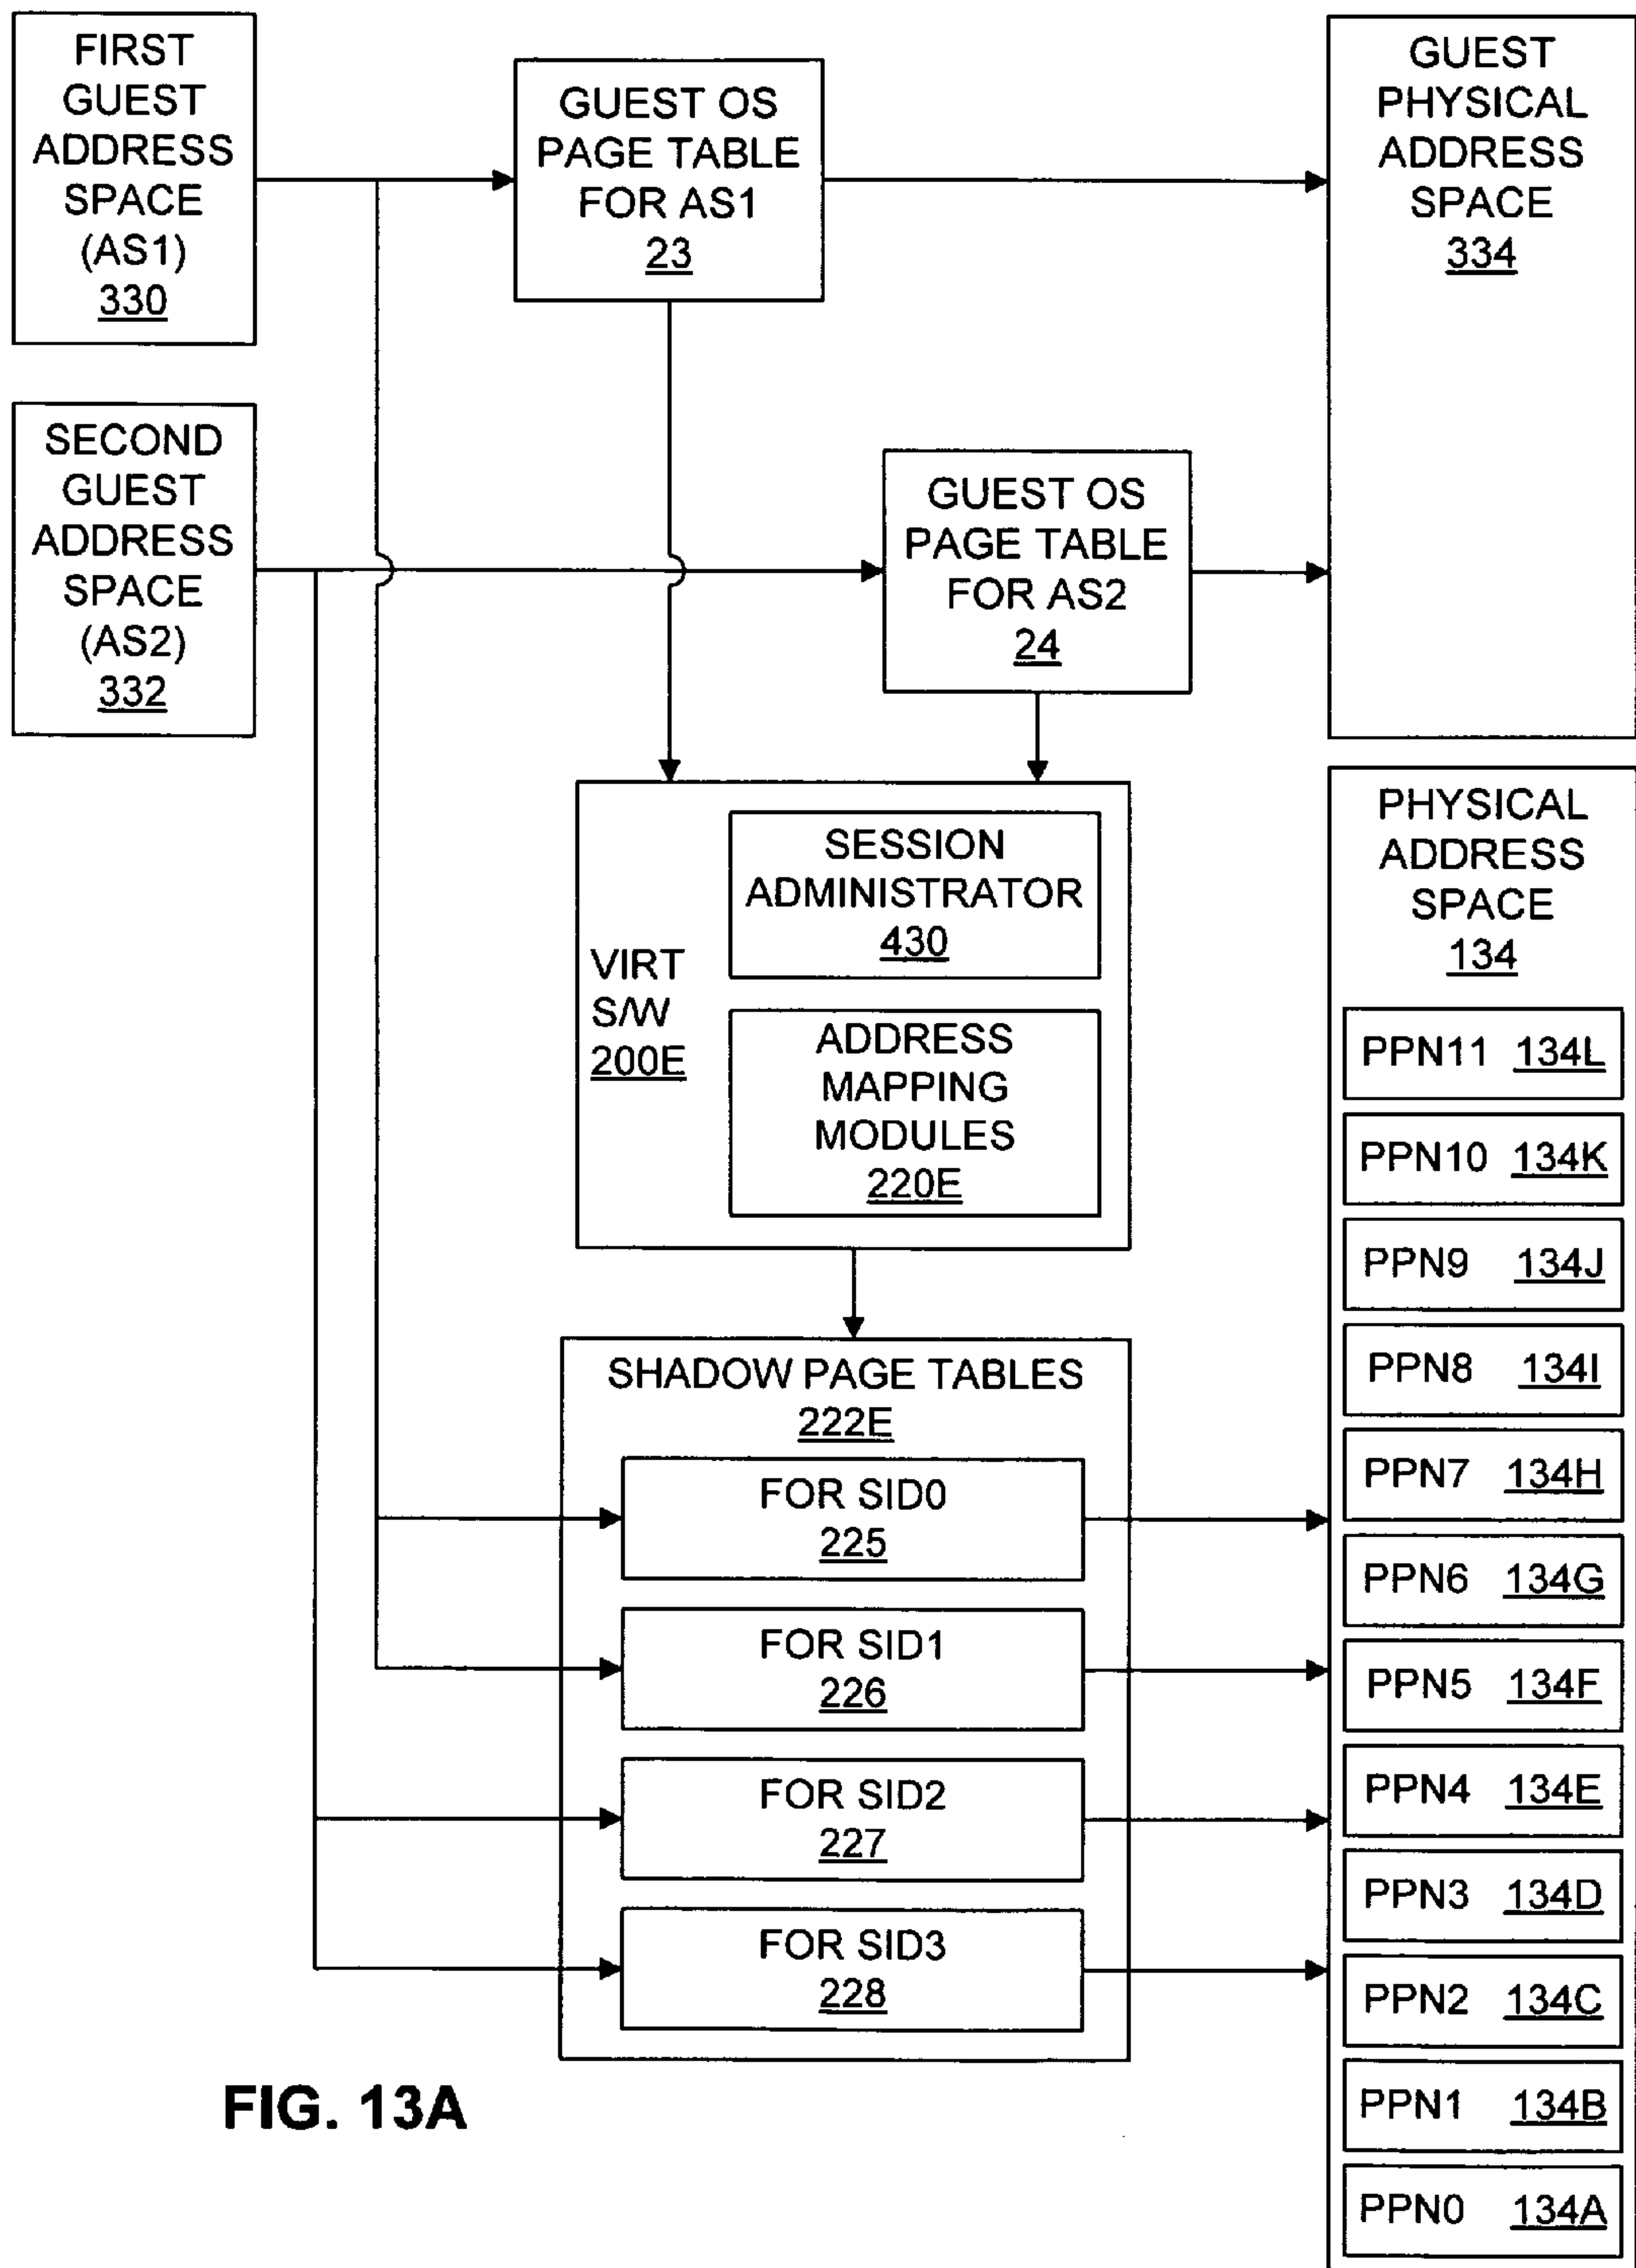 FIRST
GUEST
ADDRESS
SPACE
(AS1)
330
GUEST OS
PAGE TABLE
FOR AS1
23
GUEST
PHYSICAL
ADDRESS
SPACE
334
SECOND
GUEST
ADDRESS
SPACE
(AS2)
332
GUEST OS
PAGE TABLE
FOR AS2
24
VIRT
S/W
200E
SESSION
ADMINISTRATOR
430
ADDRESS
MAPPING
MODULES
220E
SHADOW PAGE TABLES
222E
FOR SID0
225
FOR SID1
226
FOR SID2
227
FOR SID3
228
PHYSICAL
ADDRESS
SPACE
134
PPN11 134L
PPN10 134K
PPN9 134J
PPN8 134I
PPN7 134H
PPN6 134G
PPN5 134F
PPN4 134E
PPN3 134D
PPN2 134C
PPN1 134B
PPN0 134A
FIG. 13A